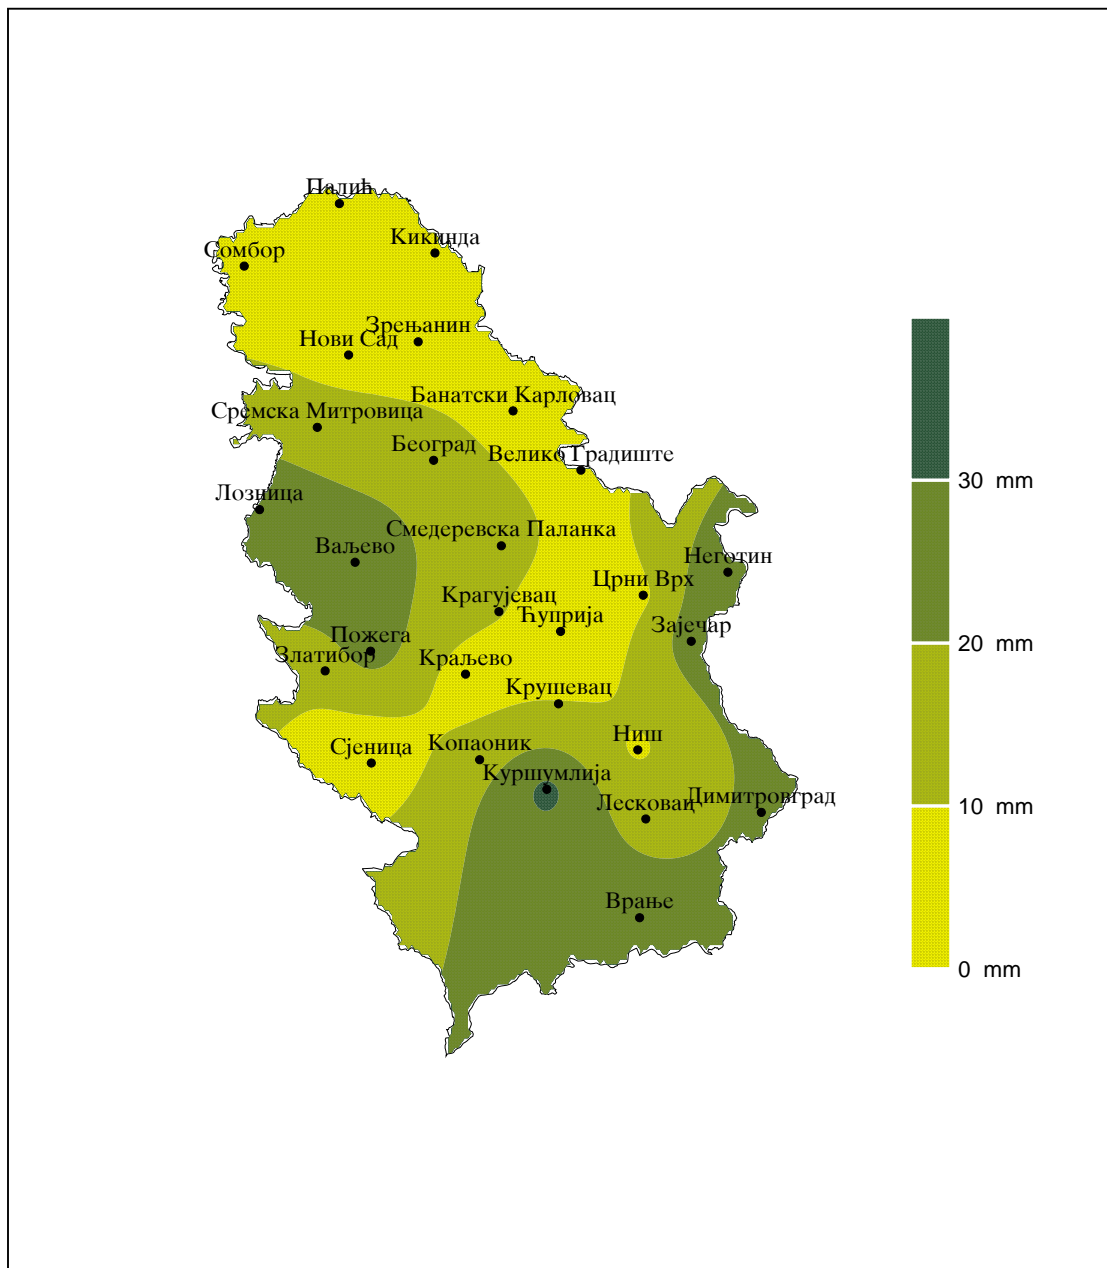 Палић
Кикинда
Сомбор
Зрењанин
Нови Сад
Банатски Карловац
Сремска Митровица
Београд
Велико Градиште
30 mm
Лозница
Смедеревска Паланка
Ваљево
Неготин
Црни Врх
Крагујевац
Ћуприја
Зајечар
Пожега
20 mm
Златибор
Краљево
Крушевац
Ниш
Копаоник
Сјеница
Куршумлија
Димитровград
Лесковац
10 mm
Врање
0 mm